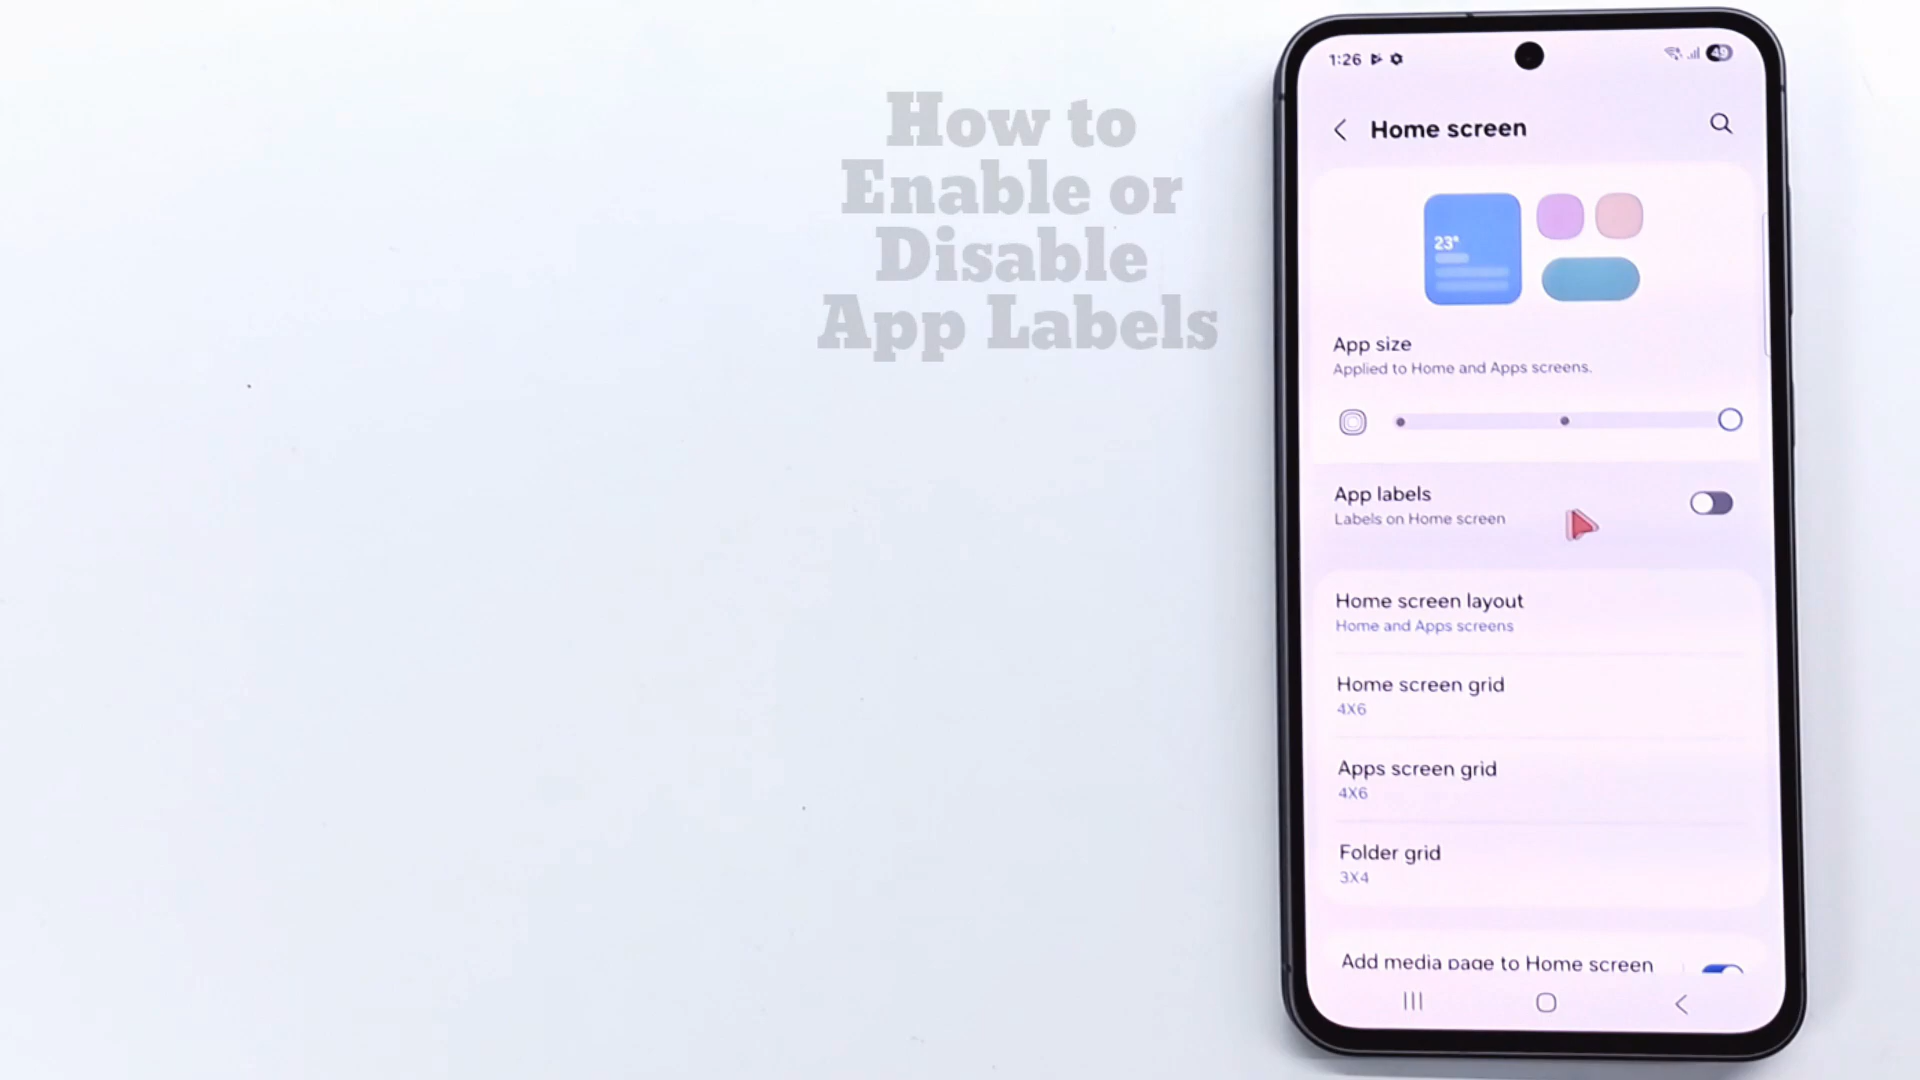 How to
Enable or
Disable
App Labels
1:26
49
Home screen
23°
App size
Applied to Home and Apps screens.
App labels
Labels on Home screen
Home screen layout
Home and Apps screens
Home screen grid
4X6
Apps screen grid
4X6
Folder grid
3X4
Add media page to Home screen